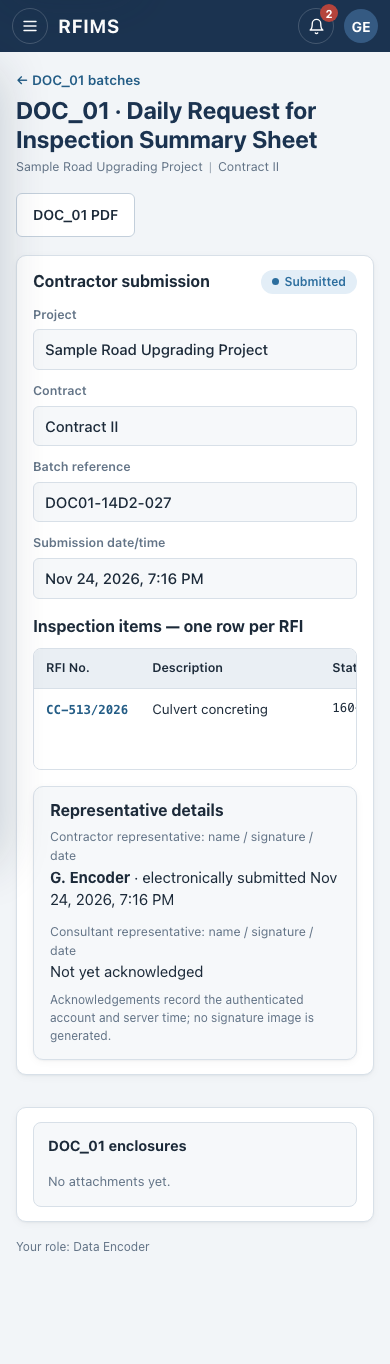 RFIMS
2
GE
← DOC_01 batches
DOC_01 · Daily Request for
Inspection Summary Sheet
Sample Road Upgrading Project | Contract II
DOC_01 PDF
Contractor submission
Submitted
Project
Sample Road Upgrading Project
Contract
Contract II
Batch reference
DOC01-14D2-027
Submission date/time
Nov 24, 2026, 7:16 PM
Inspection items — one row per RFI
RFI No. Description Stat
CC–513/2026 Culvert concreting 160
Representative details
Contractor representative: name / signature /
date
G. Encoder · electronically submitted Nov
24, 2026, 7:16 PM
Consultant representative: name / signature /
date
Not yet acknowledged
Acknowledgements record the authenticated
account and server time; no signature image is
generated.
DOC_01 enclosures
No attachments yet.
Your role: Data Encoder